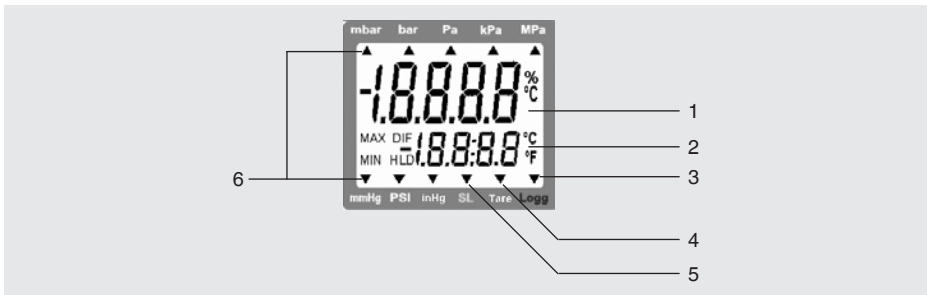 mbar bar Pa kPa MPa
-1.8.8.8.8 % °C
1
MAX DIF -1.8.8:8.8 °C
2
MIN HLD °F
6
3
mmHg PSI inHg SL Tare Logg
4
5